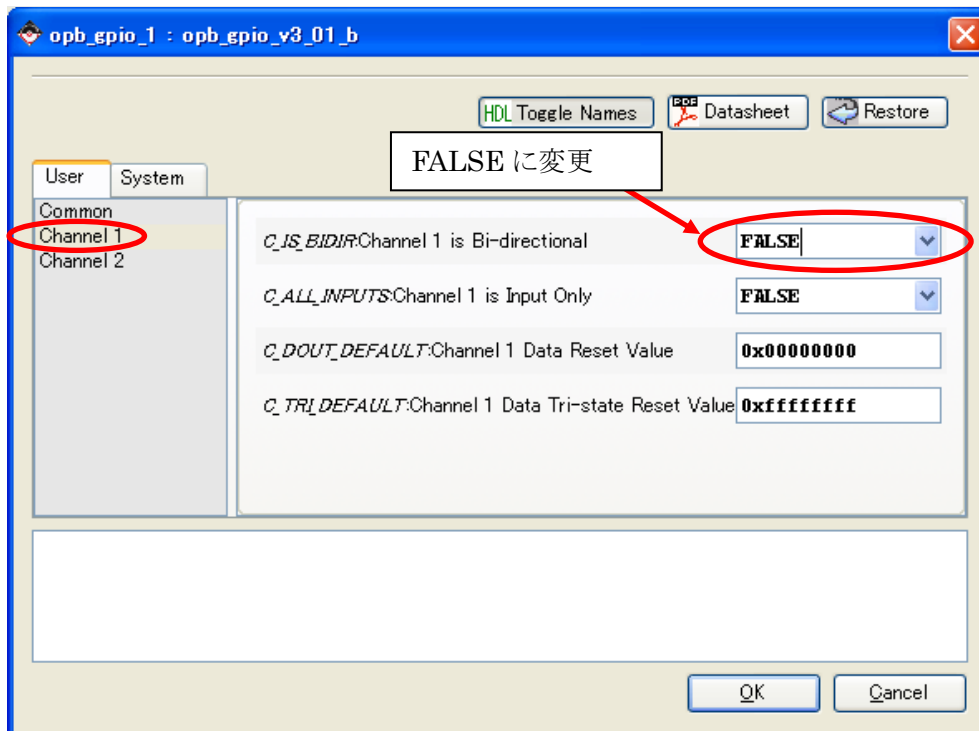 opb_gpio_1 : opb_gpio_v3_01_b
HDL Toggle Names
PDF Datasheet
Restore
FALSE に変更
User
System
Common
Channel 1
Channel 2
C_IS_BIDIR:Channel 1 is Bi-directional
FALSE
C_ALL_INPUTS:Channel 1 is Input Only
FALSE
C_DOUT_DEFAULT:Channel 1 Data Reset Value
0x00000000
C_TRI_DEFAULT:Channel 1 Data Tri-state Reset Value
0xffffffff
OK
Cancel